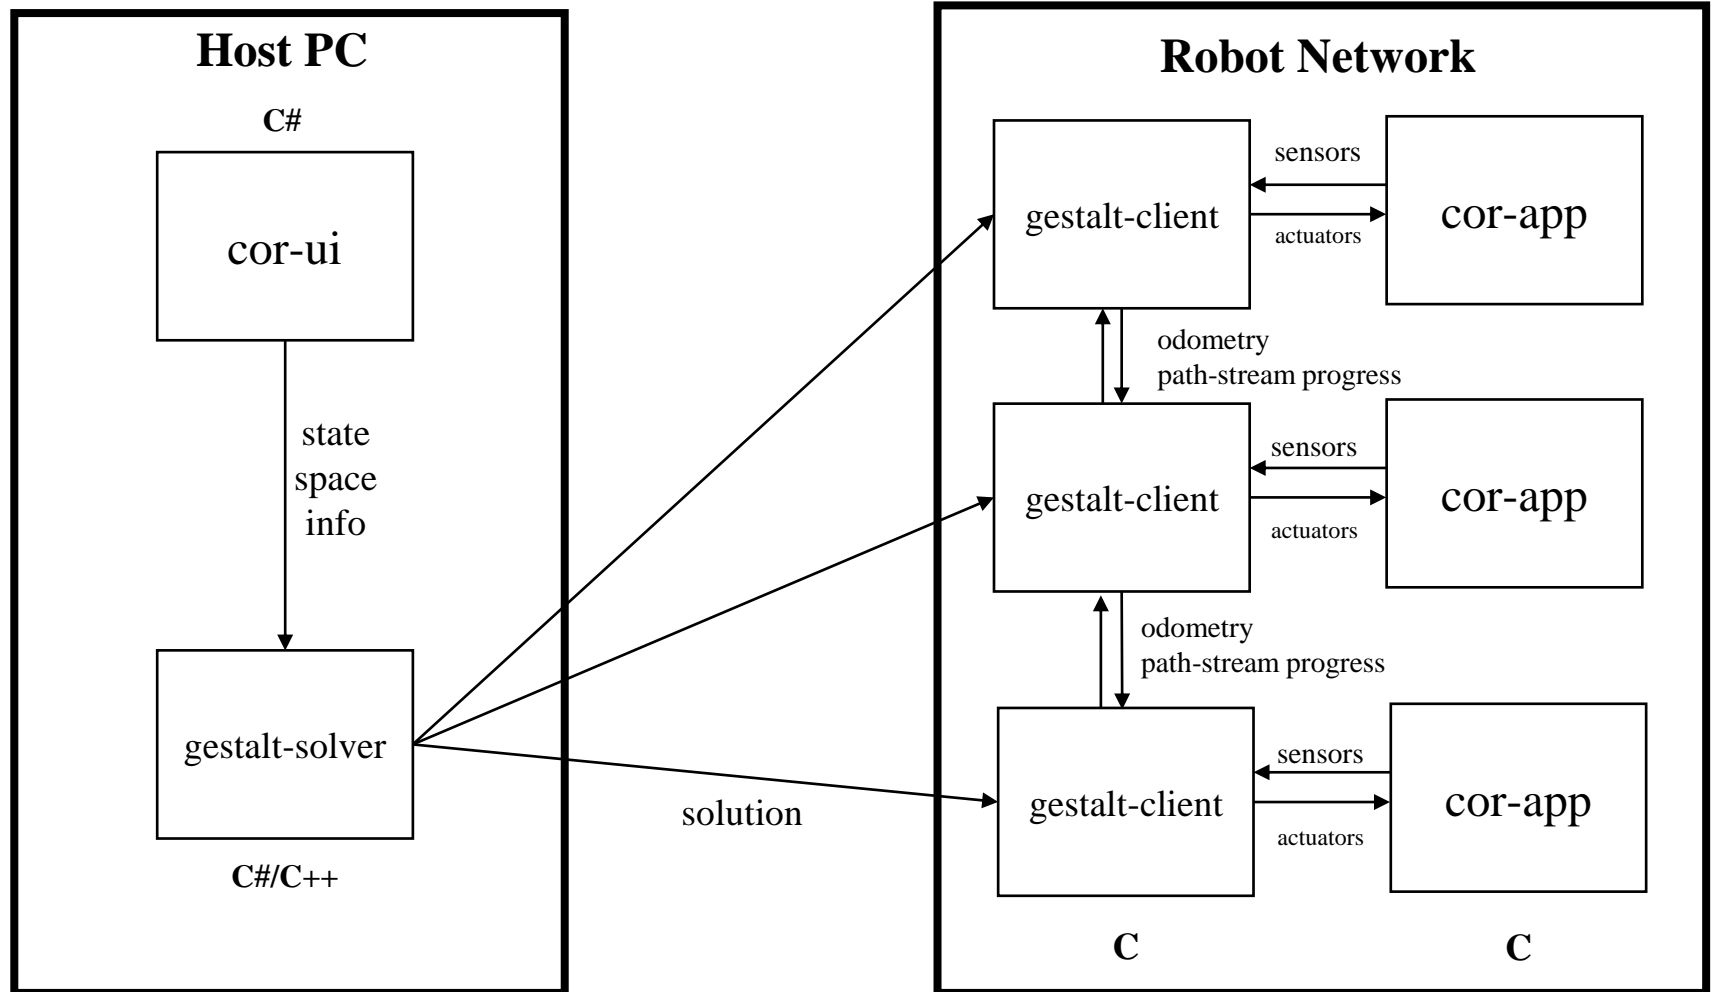 Host PC
C#
cor-ui
state
space
info
gestalt-solver
C#/C++
solution
Robot Network
gestalt-client
sensors
actuators
cor-app
odometry
path-stream progress
gestalt-client
sensors
actuators
cor-app
odometry
path-stream progress
gestalt-client
sensors
actuators
cor-app
C
C